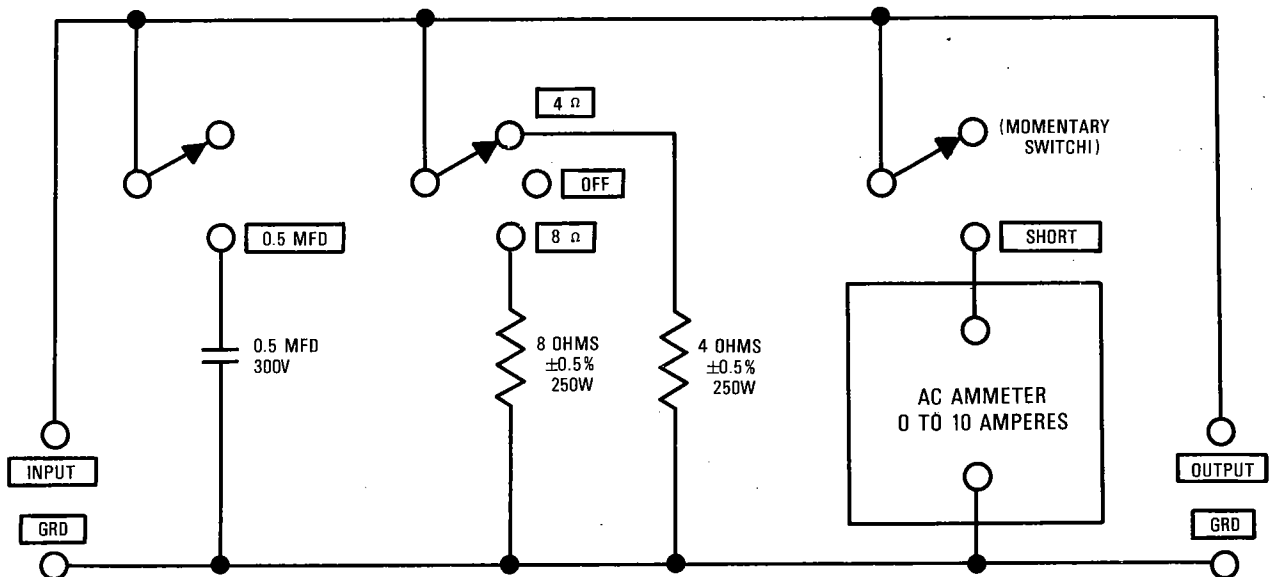 4 Ω
(MOMENTARY
SWITCHI)
OFF
0.5 MFD
8 Ω
SHORT
0.5 MFD
300V
8 OHMS
±0.5%
250W
4 OHMS
±0.5%
250W
AC AMMETER
0 TO 10 AMPERES
INPUT
OUTPUT
GRD
GRD